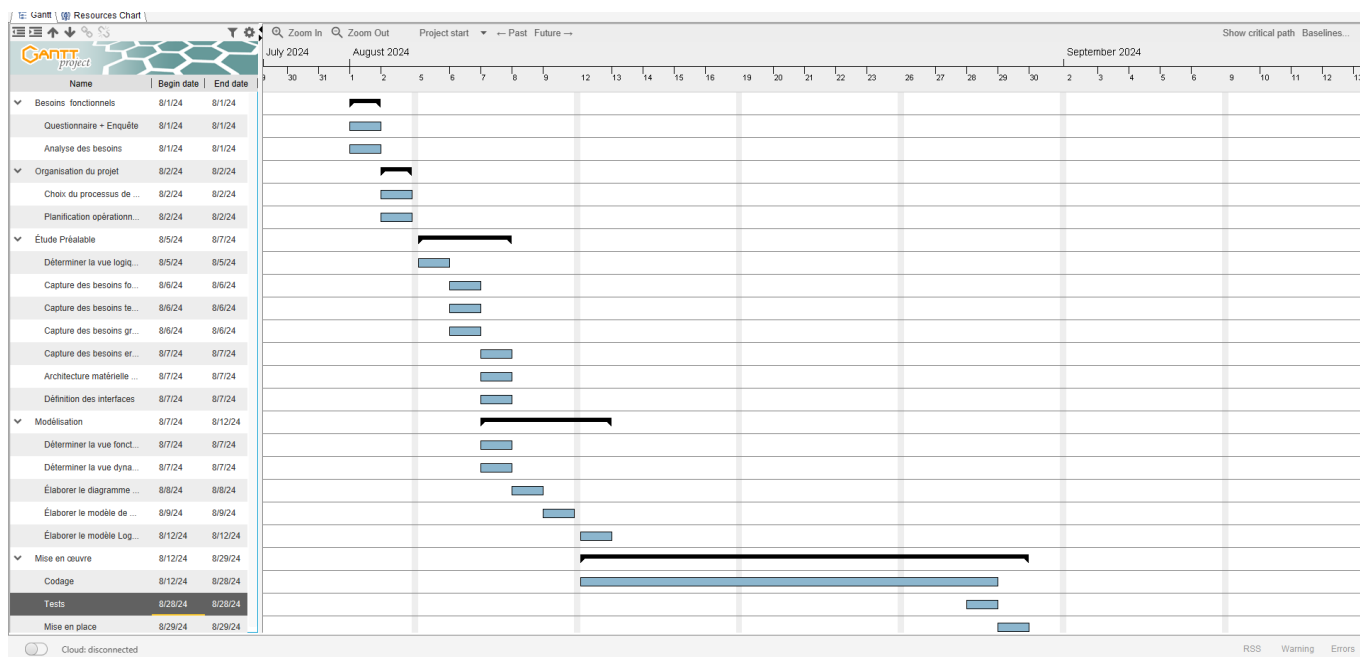 Gantt Resources Chart
Zoom In Zoom Out Project start ← Past Future → Show critical path Baselines...
GANTT project
July 2024 August 2024 September 2024
9 30 31 1 2 5 6 7 8 9 12 13 14 15 16 19 20 21 22 23 26 27 28 29 30 2 3 4 5 6 9 10 11 12 13
Name Begin date End date
Besoins fonctionnels 8/1/24 8/1/24
Questionnaire + Enquête 8/1/24 8/1/24
Analyse des besoins 8/1/24 8/1/24
Organisation du projet 8/2/24 8/2/24
Choix du processus de ... 8/2/24 8/2/24
Planification opérationn... 8/2/24 8/2/24
Étude Préalable 8/5/24 8/7/24
Déterminer la vue logiq... 8/5/24 8/5/24
Capture des besoins fo... 8/6/24 8/6/24
Capture des besoins te... 8/6/24 8/6/24
Capture des besoins gr... 8/6/24 8/6/24
Capture des besoins er... 8/7/24 8/7/24
Architecture matérielle ... 8/7/24 8/7/24
Définition des interfaces 8/7/24 8/7/24
Modélisation 8/7/24 8/12/24
Déterminer la vue fonct... 8/7/24 8/7/24
Déterminer la vue dyna... 8/7/24 8/7/24
Élaborer le diagramme ... 8/8/24 8/8/24
Élaborer le modèle de ... 8/9/24 8/9/24
Élaborer le modèle Log... 8/12/24 8/12/24
Mise en œuvre 8/12/24 8/29/24
Codage 8/12/24 8/28/24
Tests 8/28/24 8/28/24
Mise en place 8/29/24 8/29/24
Cloud: disconnected RSS Warning Errors